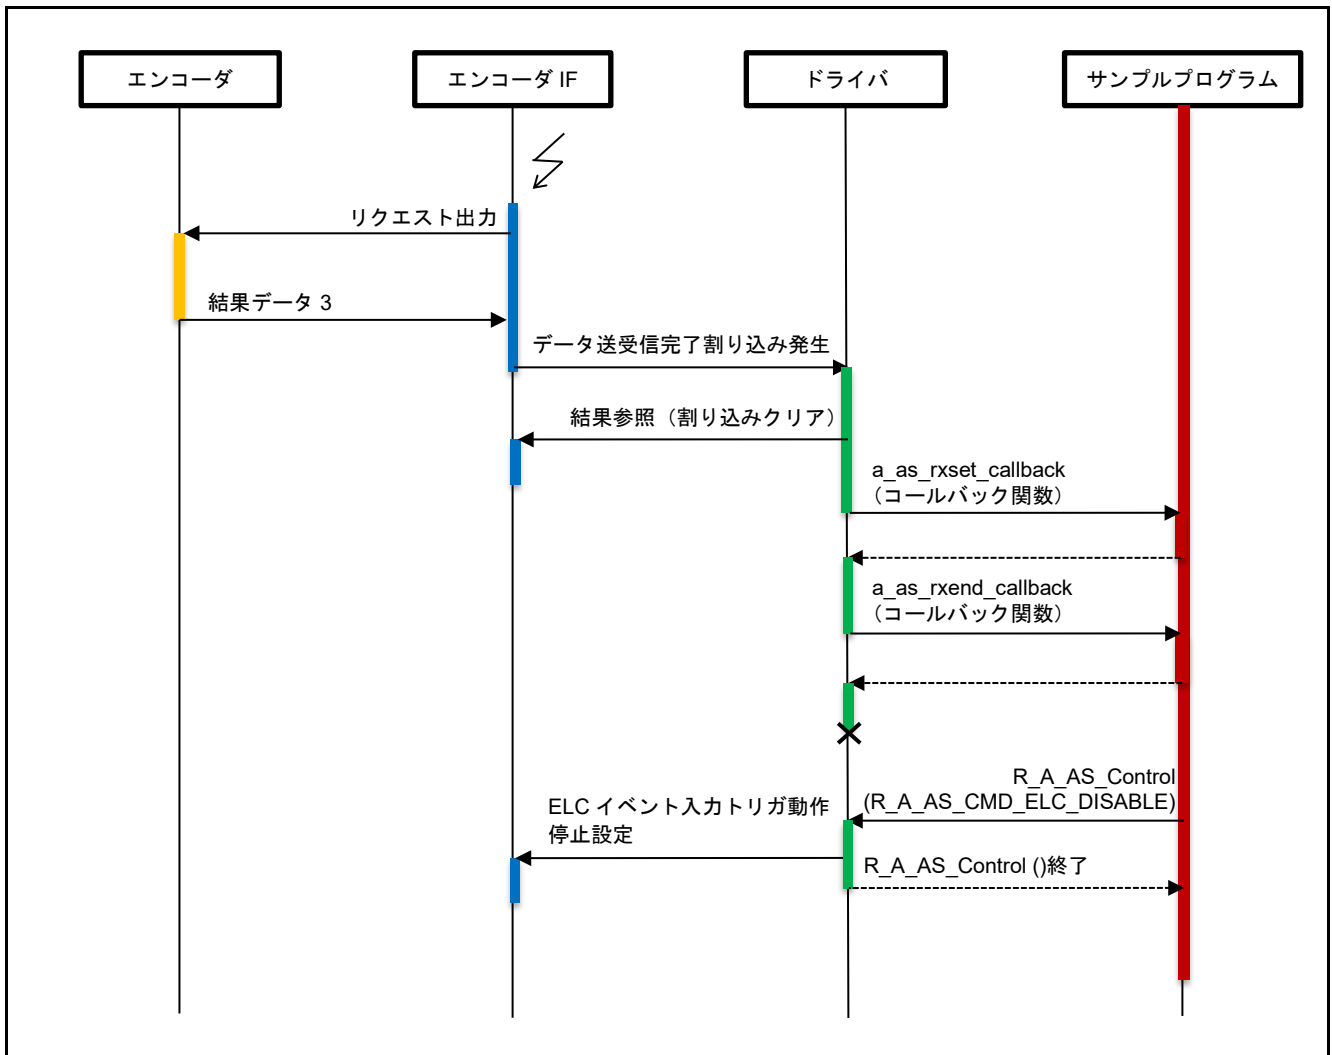 エンコーダ
エンコーダ IF
ドライバ
サンプルプログラム
リクエスト出力
結果データ 3
データ送受信完了割り込み発生
結果参照（割り込みクリア）
a_as_rxset_callback
（コールバック関数）
a_as_rxend_callback
（コールバック関数）
R_A_AS_Control
(R_A_AS_CMD_ELC_DISABLE)
ELC イベント入力トリガ動作
停止設定
R_A_AS_Control ()終了